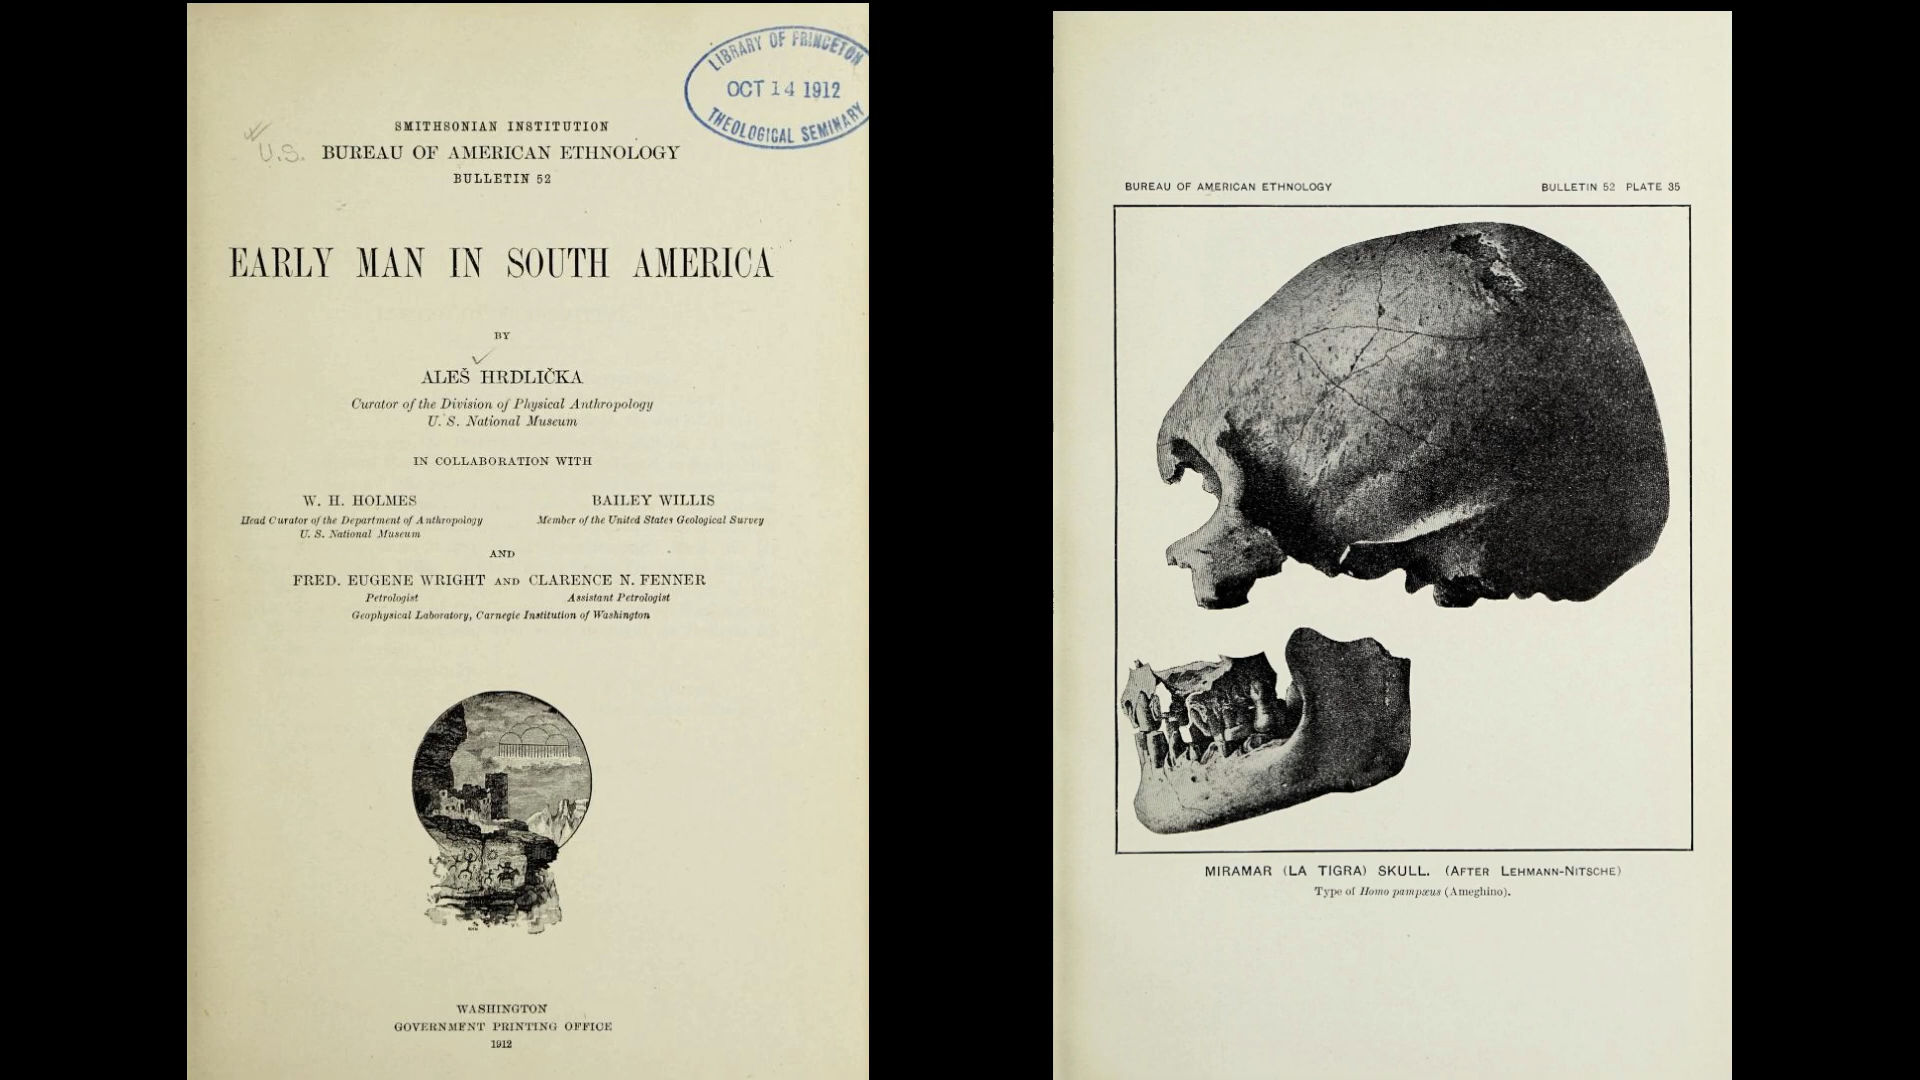 LIBRARY OF PRINCETON
OCT 14 1912
THEOLOGICAL SEMINARY
U.S.
SMITHSONIAN INSTITUTION
BUREAU OF AMERICAN ETHNOLOGY
BULLETIN 52
EARLY MAN IN SOUTH AMERICA
BY
ALEŠ HRDLIČKA
Curator of the Division of Physical Anthropology
U. S. National Museum
IN COLLABORATION WITH
W. H. HOLMES
Head Curator of the Department of Anthropology
U. S. National Museum
BAILEY WILLIS
Member of the United States Geological Survey
AND
FRED. EUGENE WRIGHT AND CLARENCE N. FENNER
Petrologist Assistant Petrologist
Geophysical Laboratory, Carnegie Institution of Washington
WASHINGTON
GOVERNMENT PRINTING OFFICE
1912
BUREAU OF AMERICAN ETHNOLOGY BULLETIN 52 PLATE 35
MIRAMAR (LA TIGRA) SKULL. (AFTER LEHMANN-NITSCHE)
Type of Homo pampæus (Ameghino).